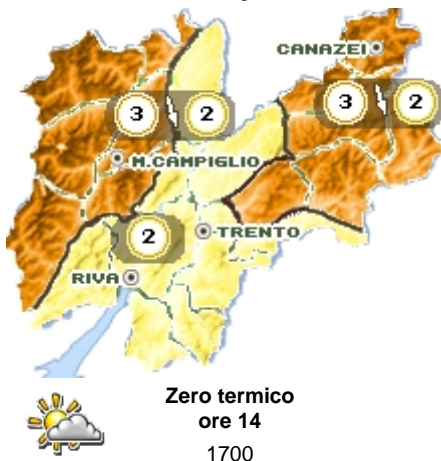 CANAZEI
3 2
3 2
M.CAMPIGLIO
2
TRENTO
RIVA
Zero termico
ore 14
1700